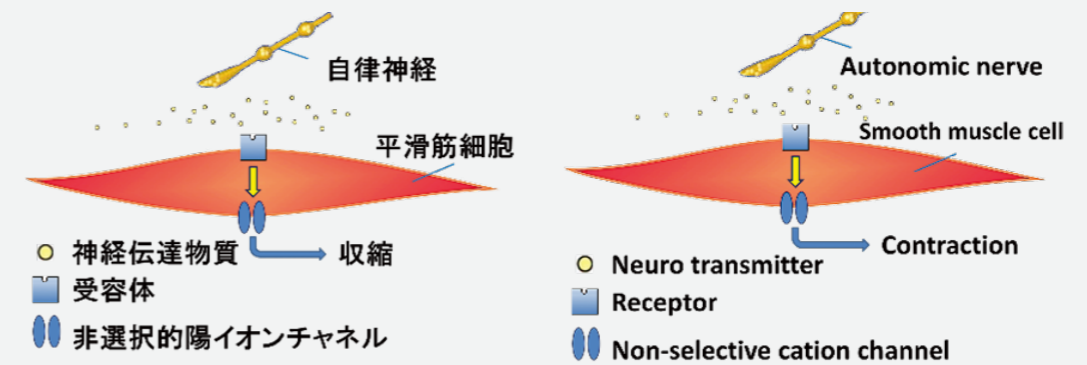 自律神経
平滑筋細胞
収縮
神経伝達物質
受容体
非選択的陽イオンチャネル
Autonomic nerve
Smooth muscle cell
Contraction
Neuro transmitter
Receptor
Non-selective cation channel